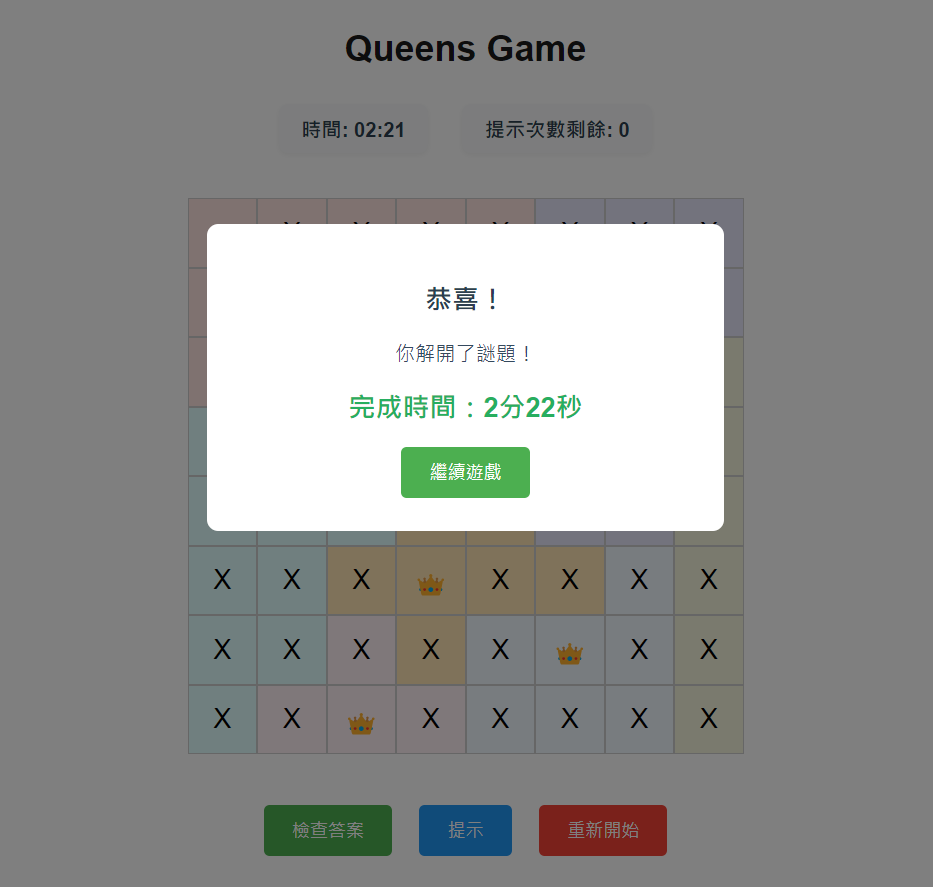 Queens Game
時間: 02:21
提示次數剩餘: 0
恭喜！
你解開了謎題！
完成時間：2分22秒
繼續遊戲
X X X X X X X
X X X X X X X
X X X X X X X
檢查答案
提示
重新開始